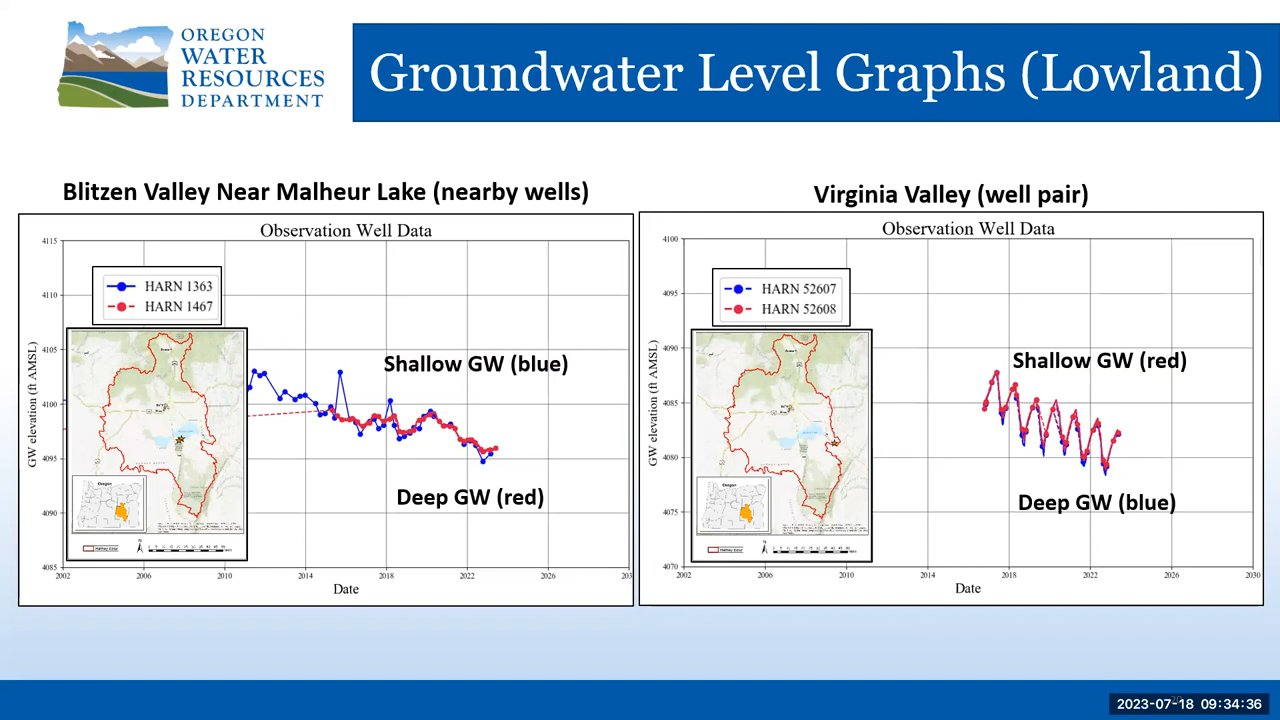 OREGON
WATER
RESOURCES
DEPARTMENT
Groundwater Level Graphs (Lowland)
Blitzen Valley Near Malheur Lake (nearby wells)
Observation Well Data
4115
4110
4105
4100
4095
4090
4085
GW elevation (ft AMSL)
HARN 1363
HARN 1467
Oregon
N
Shallow GW (blue)
Deep GW (red)
2002
2006
2010
2014
2018
2022
2026
203
Date
Virginia Valley (well pair)
Observation Well Data
4100
4095
4090
4085
4080
4075
4070
GW elevation (ft AMSL)
HARN 52607
HARN 52608
Oregon
N
Shallow GW (red)
Deep GW (blue)
2002
2006
2010
2014
2018
2022
2026
2030
Date
2023-07-18 09:34:36